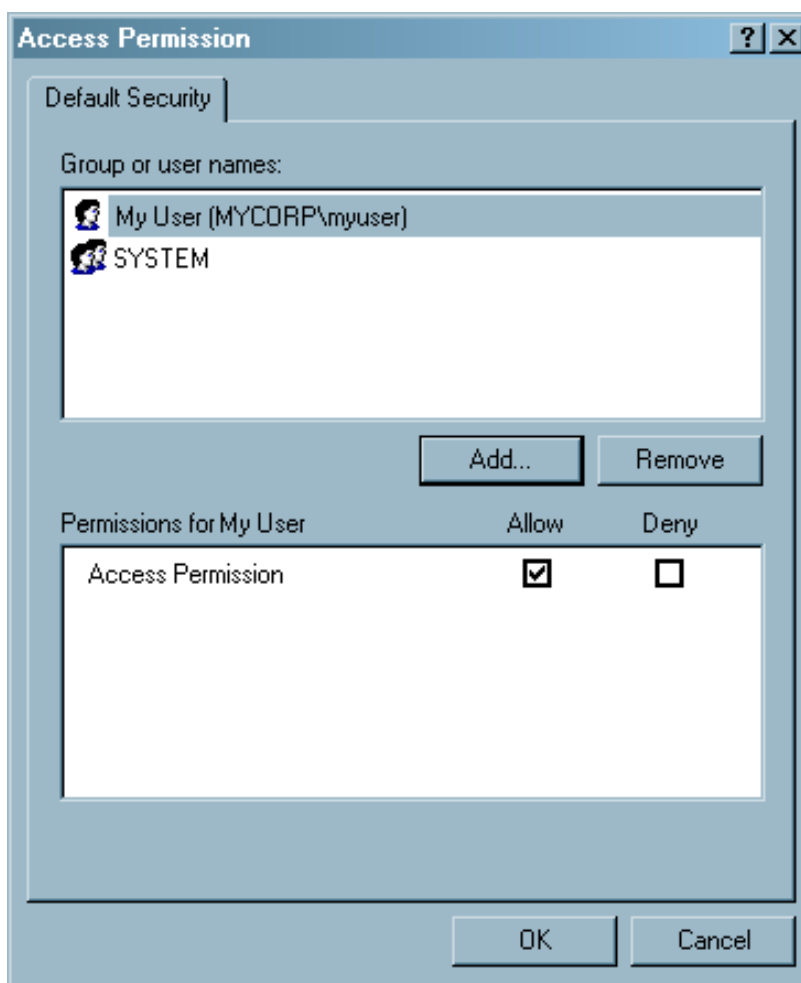 Access Permission
Default Security
Group or user names:
My User (MYCORP\myuser)
SYSTEM
Add... Remove
Permissions for My User Allow Deny
Access Permission
OK Cancel